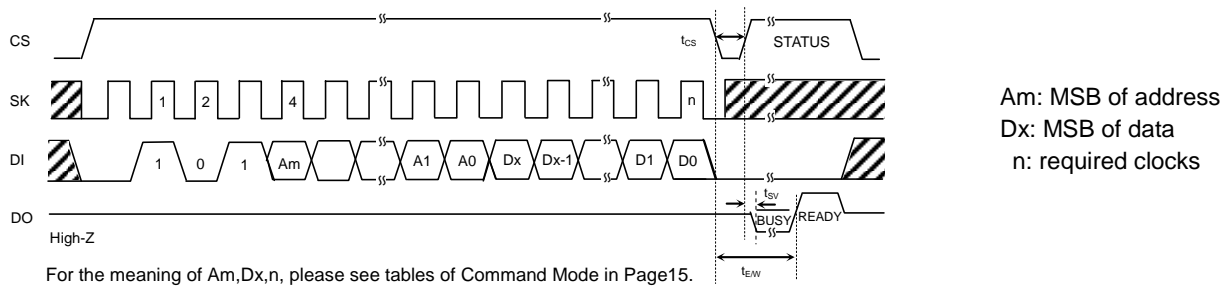 CS
tCS
STATUS
SK
1 2 4 n
DI
1 0 1 Am A1 A0 Dx Dx-1 D1 D0
tSV
DO
BUSY READY
High-Z
tE/W
For the meaning of Am,Dx,n, please see tables of Command Mode in Page15.
Am: MSB of address
Dx: MSB of data
n: required clocks